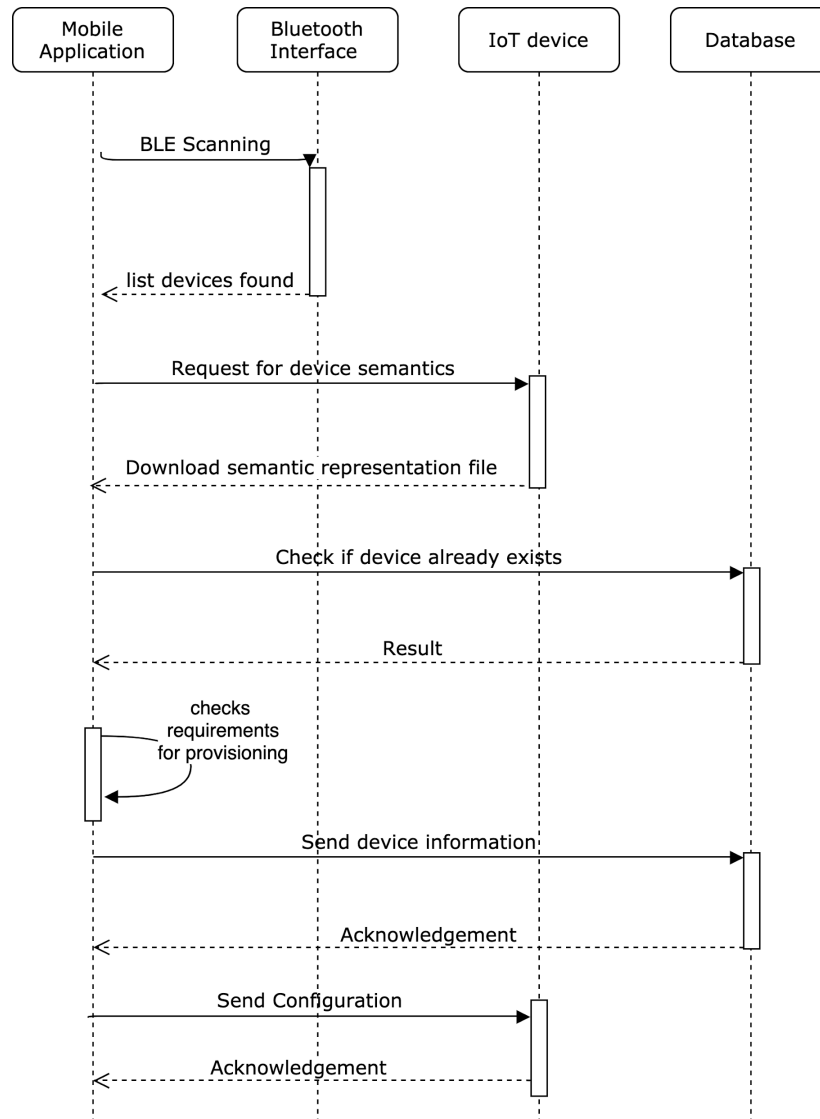 Mobile
Application
Bluetooth
Interface
IoT device
Database
BLE Scanning
list devices found
Request for device semantics
Download semantic representation file
Check if device already exists
Result
checks
requirements
for provisioning
Send device information
Acknowledgement
Send Configuration
Acknowledgement